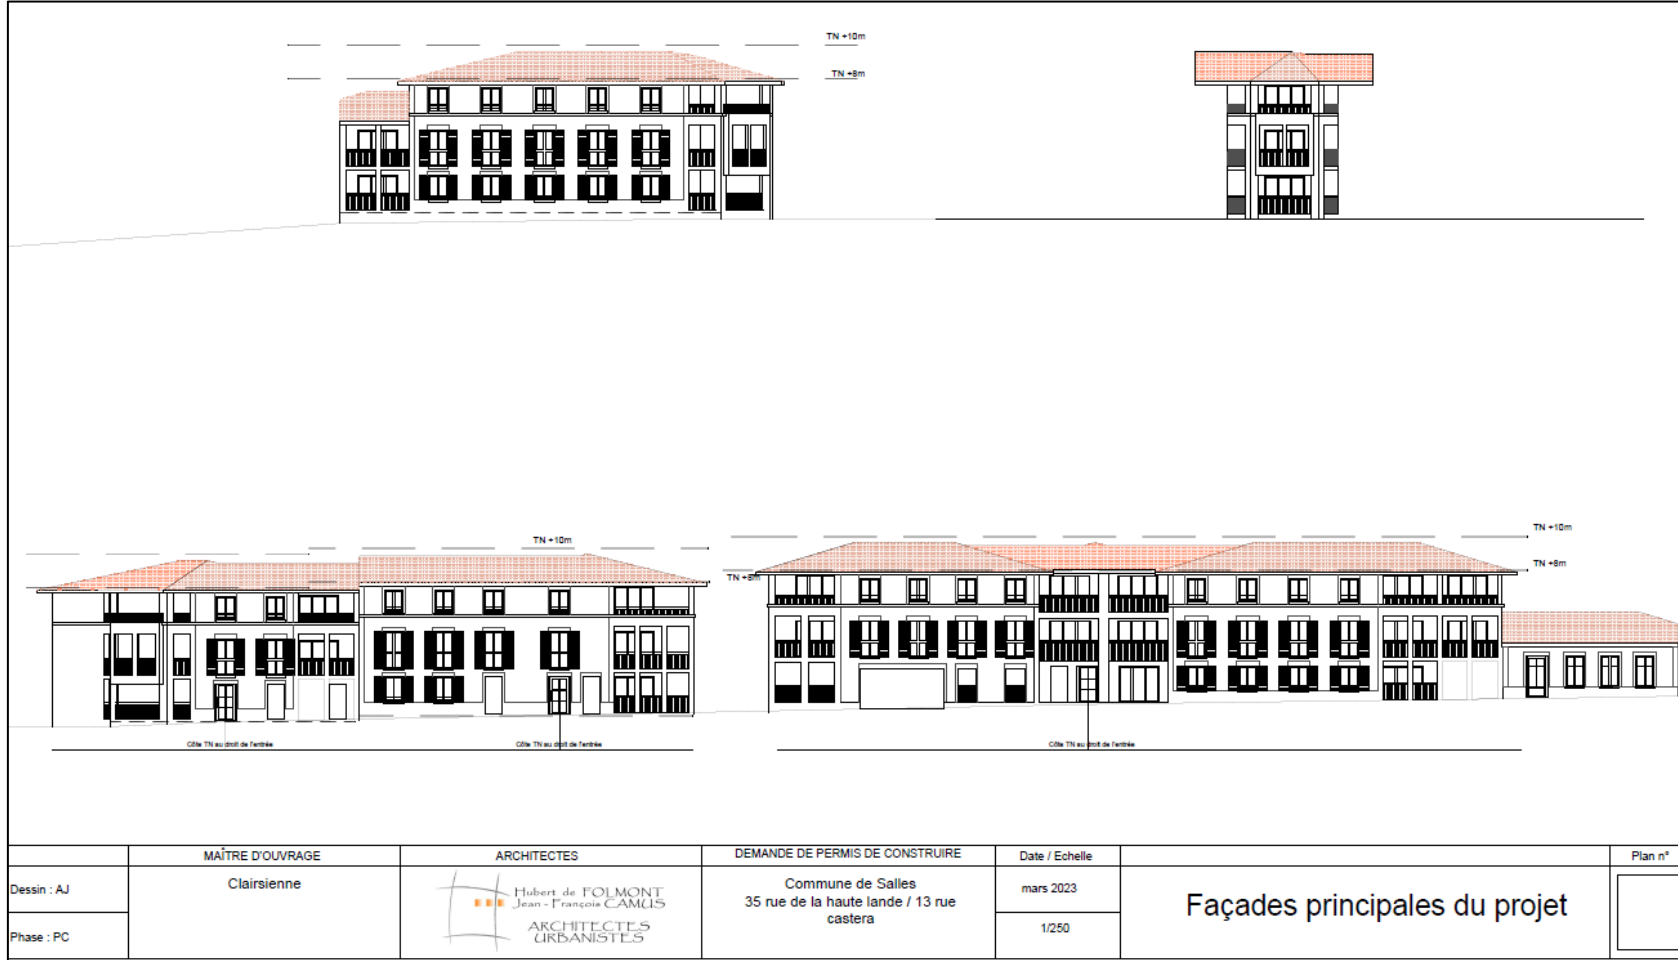 TN +10m
TN +8m
TN +10m
TN +10m
TN +8m
TN +8m
Côte TN au droit de l'entrée
Côte TN au droit de l'entrée
Côte TN au droit de l'entrée
MAÎTRE D'OUVRAGE
ARCHITECTES
DEMANDE DE PERMIS DE CONSTRUIRE
Date / Echelle
Plan n°
Dessin : AJ
Phase : PC
Clairsienne
Hubert de FOLMONT
Jean - François CAMUS
ARCHITECTES
URBANISTES
Commune de Salles
35 rue de la haute lande / 13 rue
castera
mars 2023
1/250
Façades principales du projet